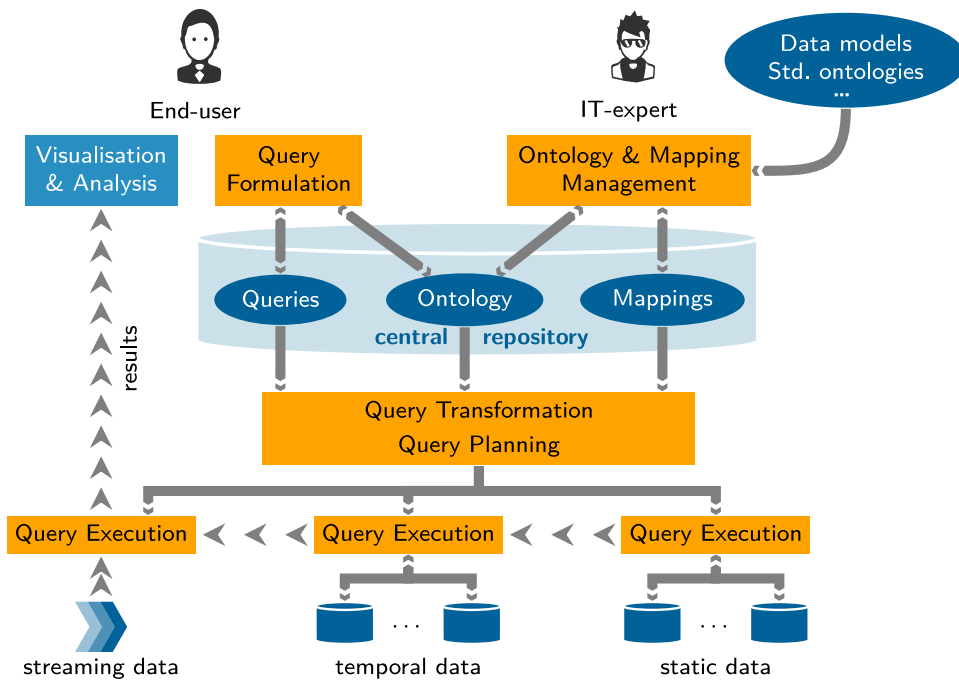 End-user
IT-expert
Data models
Std. ontologies
...
Visualisation
& Analysis
Query
Formulation
Ontology & Mapping
Management
Queries
Ontology
Mappings
central repository
results
Query Transformation
Query Planning
Query Execution
Query Execution
Query Execution
...
...
streaming data
temporal data
static data